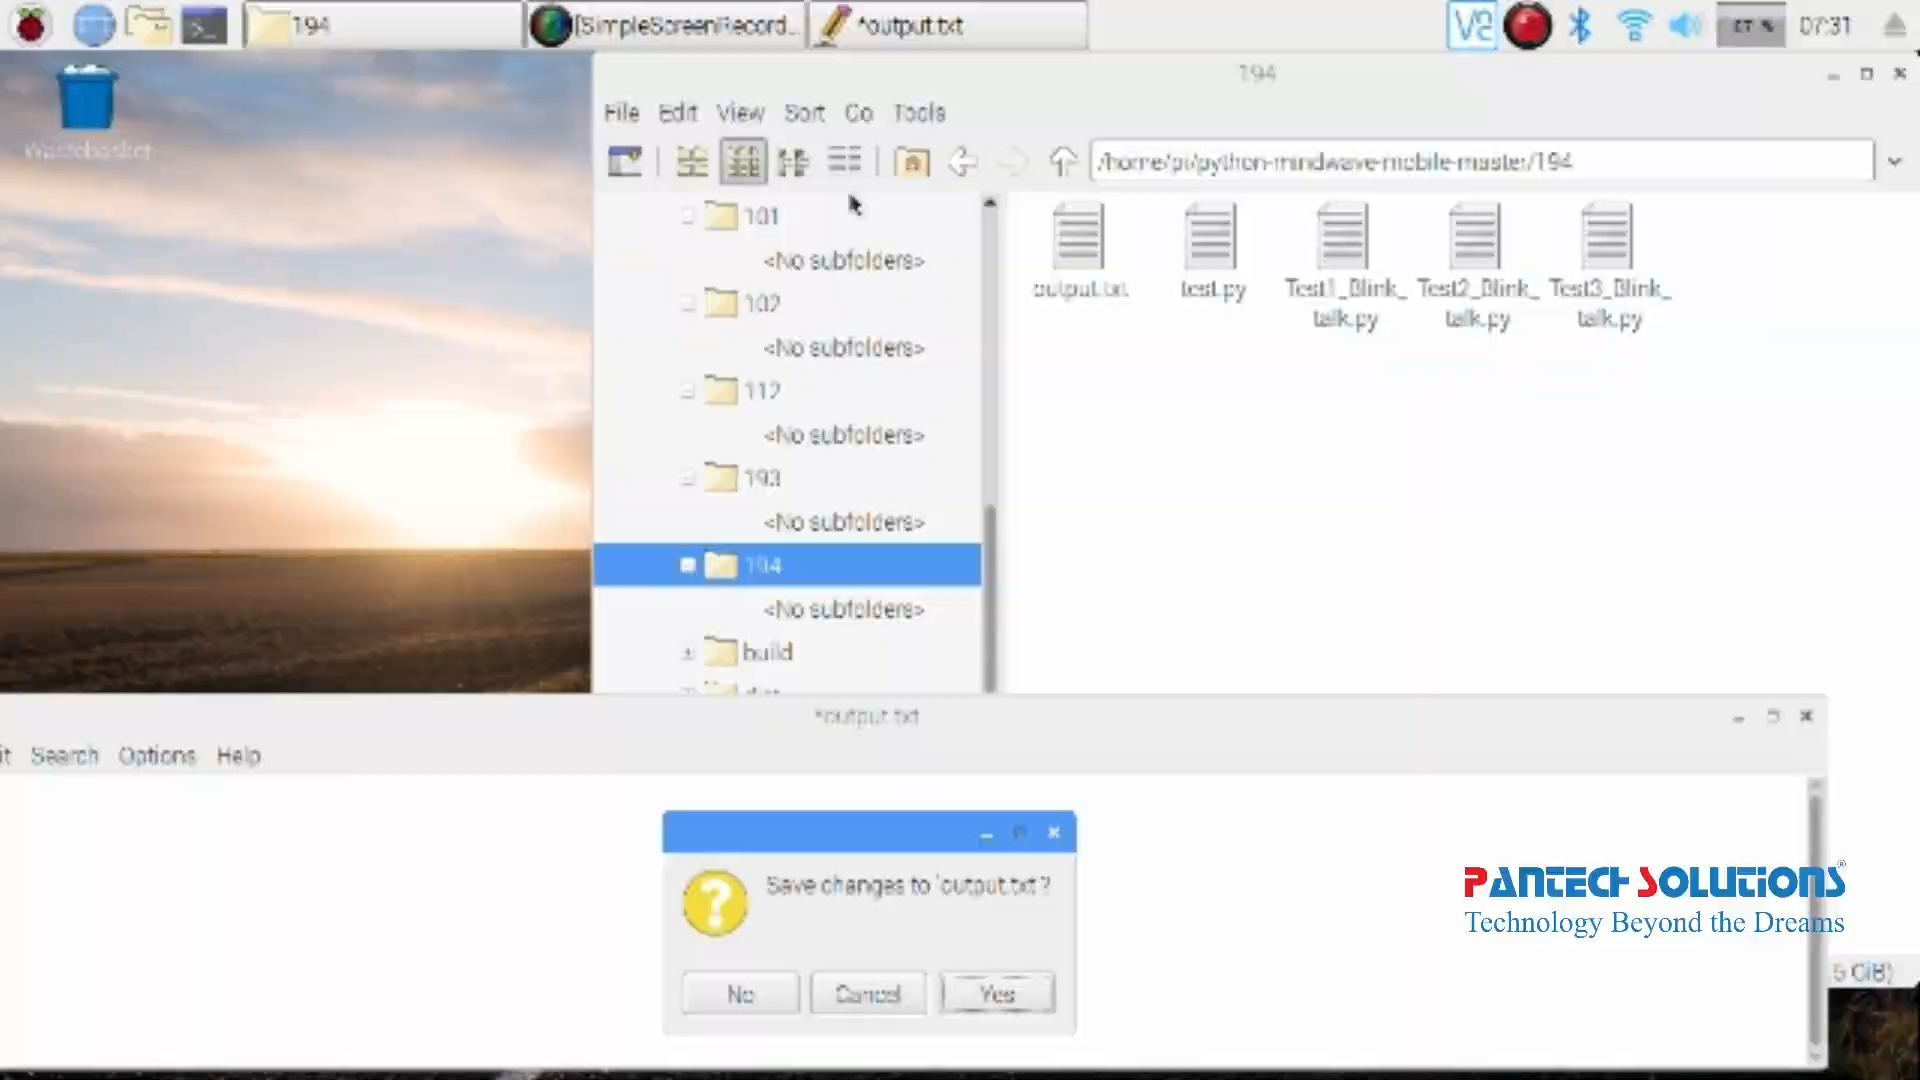 194
[SimpleScreenRecord...
*output.txt
07:31
Wastebasket
194
File Edit View Sort Go Tools
/home/pi/python-mindwave-mobile-master/194
101
<No subfolders>
102
<No subfolders>
112
<No subfolders>
193
<No subfolders>
194
<No subfolders>
build
output.txt
test.py
Test1_Blink_
talk.py
Test2_Blink_
talk.py
Test3_Blink_
talk.py
*output.txt
Search Options Help
Save changes to 'output.txt'?
No
Cancel
Yes
PANTECH SOLUTIONS®
Technology Beyond the Dreams